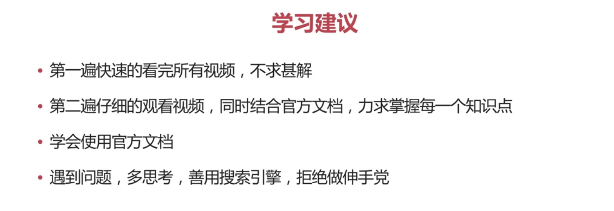 学习建议
• 第一遍快速的看完所有视频，不求甚解
• 第二遍仔细的观看视频，同时结合官方文档，力求掌握每一个知识点
• 学会使用官方文档
• 遇到问题，多思考，善用搜索引擎，拒绝做伸手党